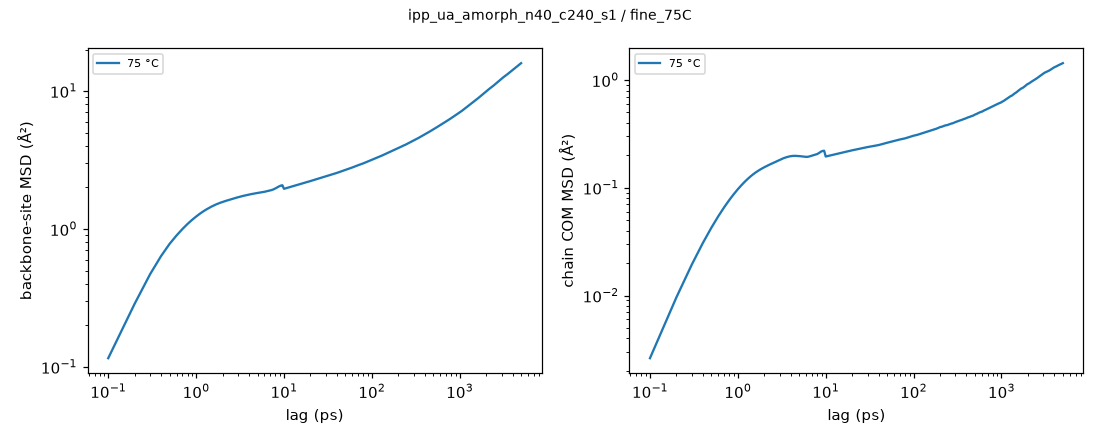 ipp_ua_amorph_n40_c240_s1 / fine_75C
75 °C
backbone-site MSD (Å²)
10¹
10⁰
10⁻¹
10⁻¹ 10⁰ 10¹ 10² 10³
lag (ps)
75 °C
chain COM MSD (Å²)
10⁰
10⁻¹
10⁻²
10⁻¹ 10⁰ 10¹ 10² 10³
lag (ps)